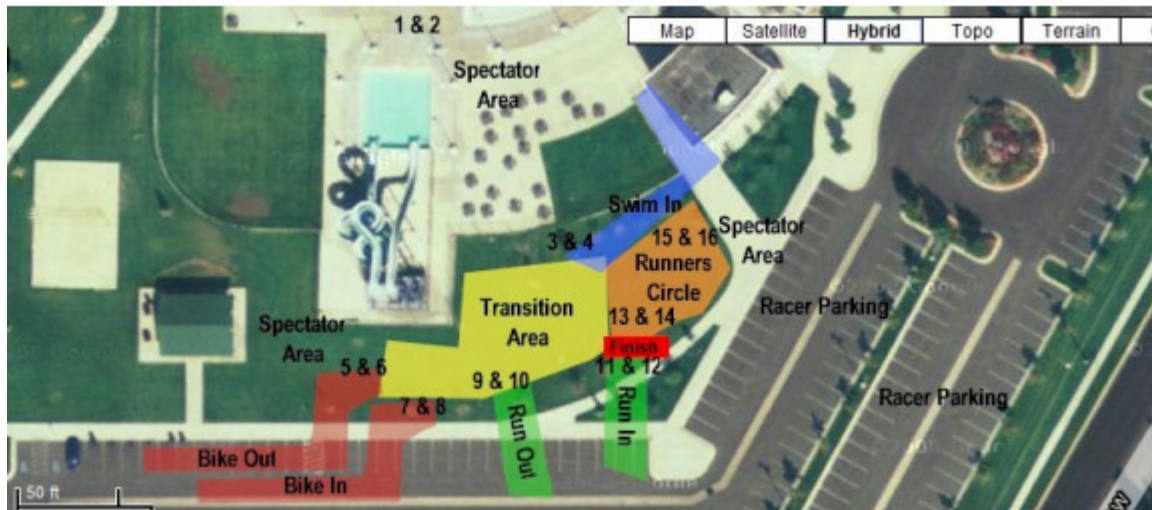 1 & 2
Map
Satellite
Hybrid
Topo
Terrain
Spectator
Area
Swim In
3 & 4
15 & 16
Spectator
Area
Runners
Circle
Transition
Area
13 & 14
Racer Parking
Spectator
Area
Finish
5 & 6
9 & 10
11 & 12
7 & 8
Racer Parking
Run Out
Run In
Bike Out
Bike In
50 ft
W